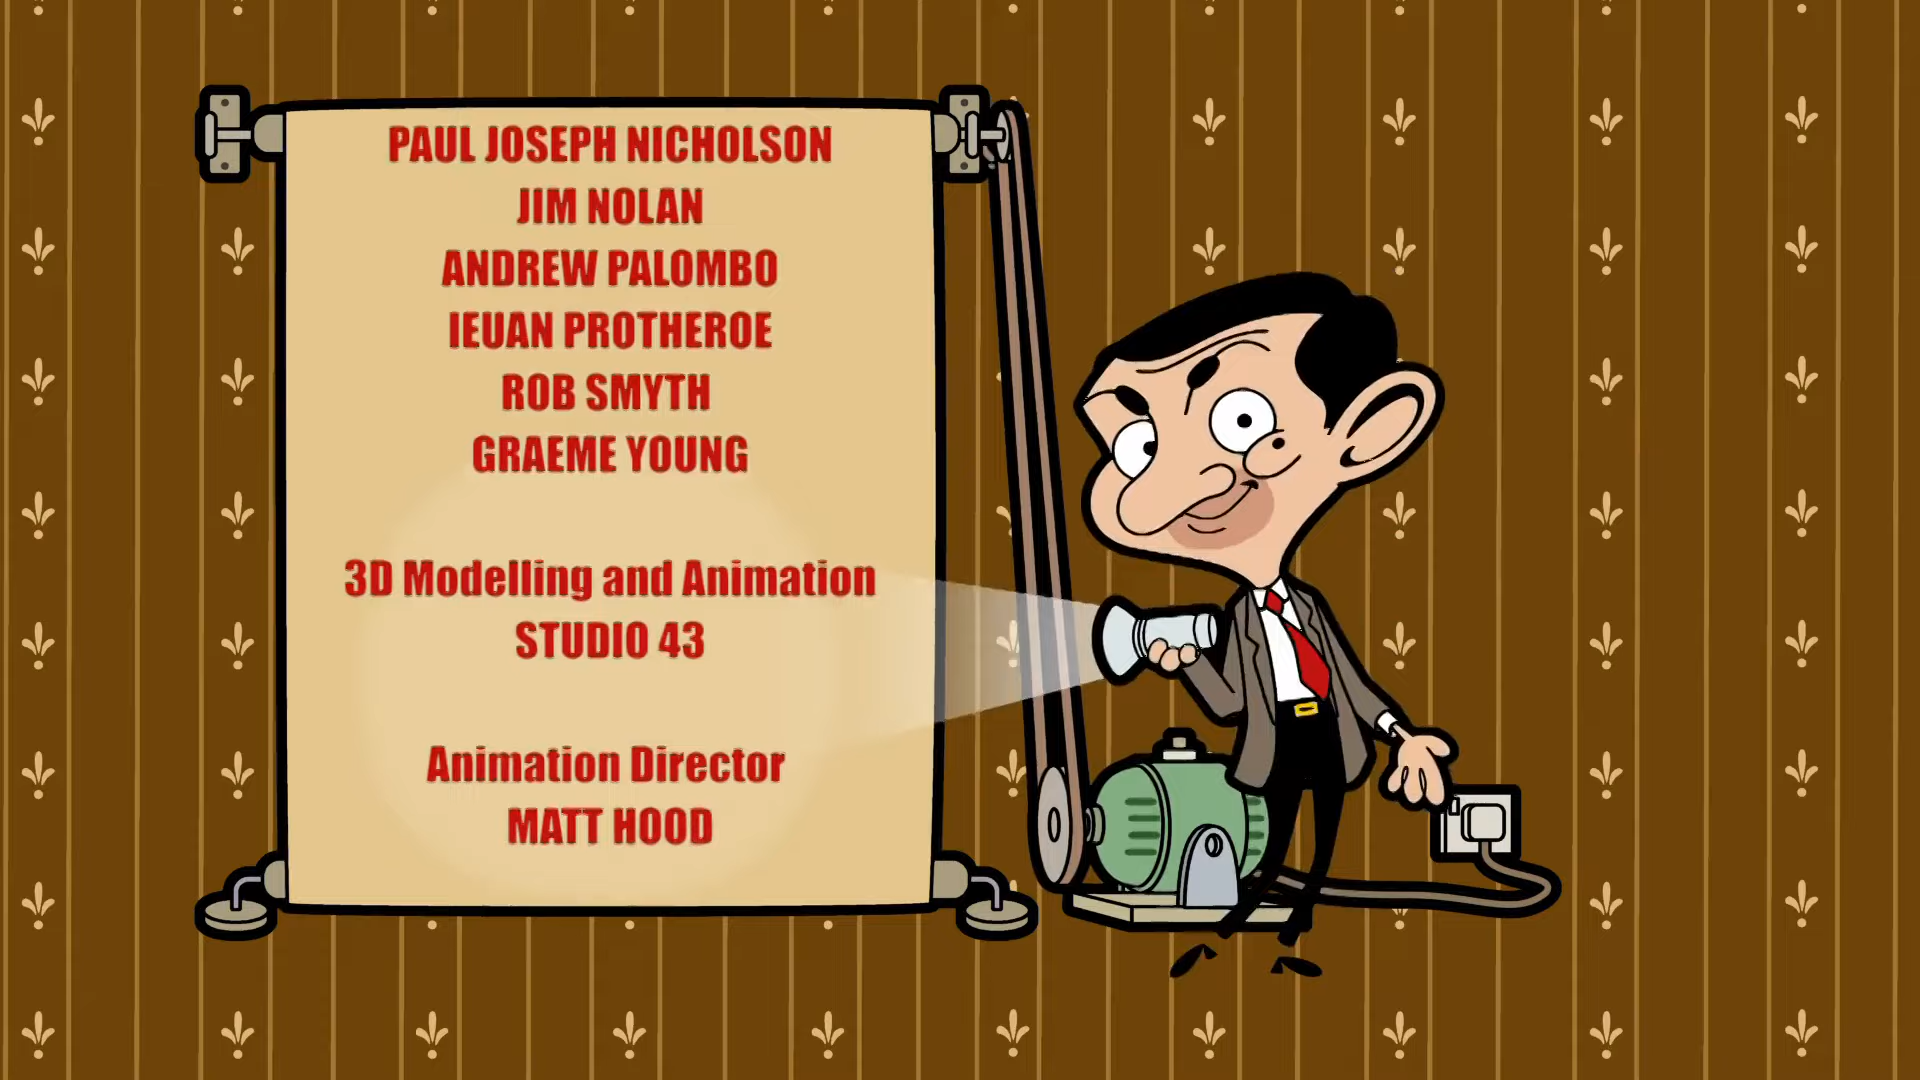 PAUL JOSEPH NICHOLSON
JIM NOLAN
ANDREW PALOMBO
IEUAN PROTHEROE
ROB SMYTH
GRAEME YOUNG
3D Modelling and Animation
STUDIO 43
Animation Director
MATT HOOD